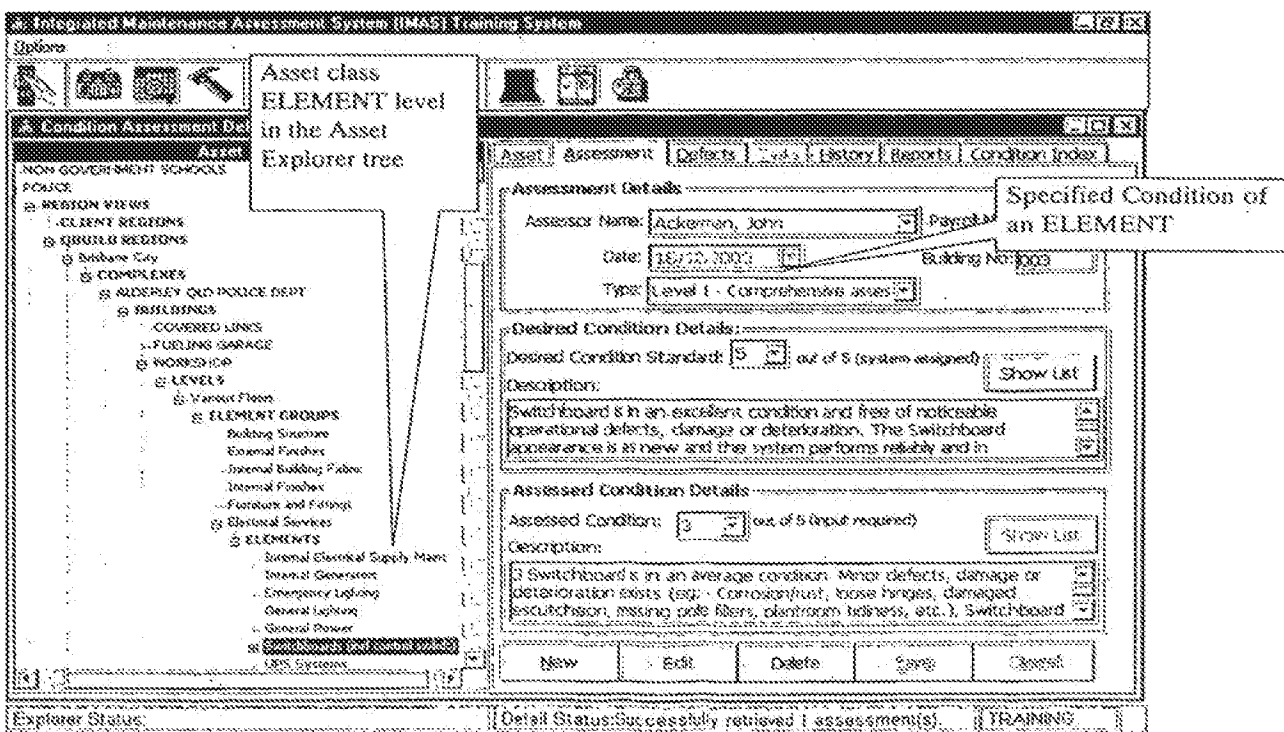 Integrated Maintenance Assessment System (IMAS) Training System
Options
Asset class
ELEMENT level
in the Asset
Explorer tree
Condition Assessment
Asset
NON GOVERNMENT SCHOOLS
POLICE
REGION VIEWS
CLIENT REGIONS
QBUILD REGIONS
Brisbane City
COMPLEXES
ALDERLEY QLD POLICE DEPT
BUILDINGS
COVERED LINKS
FUELING GARAGE
WORKSHOP
LEVELS
Various Floors
ELEMENT GROUPS
Building Structure
External Finishes
Internal Building Fabric
Internal Finishes
Furniture and Fittings
Electrical Services
ELEMENTS
Internal Electrical Supply Mains
Internal Generators
Emergency Lighting
General Lighting
General Power
Switchboards (incl control
UPS Systems
Asset Assessment Defects History Reports Condition Index
Assessment Details
Specified Condition of
an ELEMENT
Assessor Name: Ackerman, John
Date:
Building No: 003
Type: Level 1 - Comprehensive asses
Desired Condition Details:
Desired Condition Standard: 5 out of 5 (system assigned)
Show List
Description:
Switchboard is in an excellent condition and free of noticeable
operational defects, damage or deterioration. The Switchboard
appearance is as new and the system performs reliably and in
Assessed Condition Details
Assessed Condition: 3 out of 5 (input required)
Show List
Description:
3 Switchboard is in an average condition. Minor defects, damage or
deterioration exists (eg: - Corrosion/rust, loose hinges, damaged
escutcheon, missing pole fillers, plantroom tidiness, etc.). Switchboard
New Edit Delete Save Cancel
Explorer Status:
Detail Status:Successfully retrieved 1 assessment(s).
TRAINING